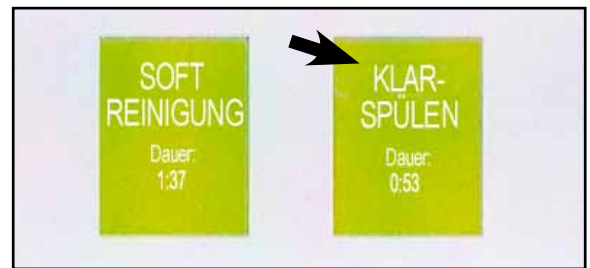 SOFT
REINIGUNG
Dauer:
1:37
KLAR-
SPÜLEN
Dauer:
0:53